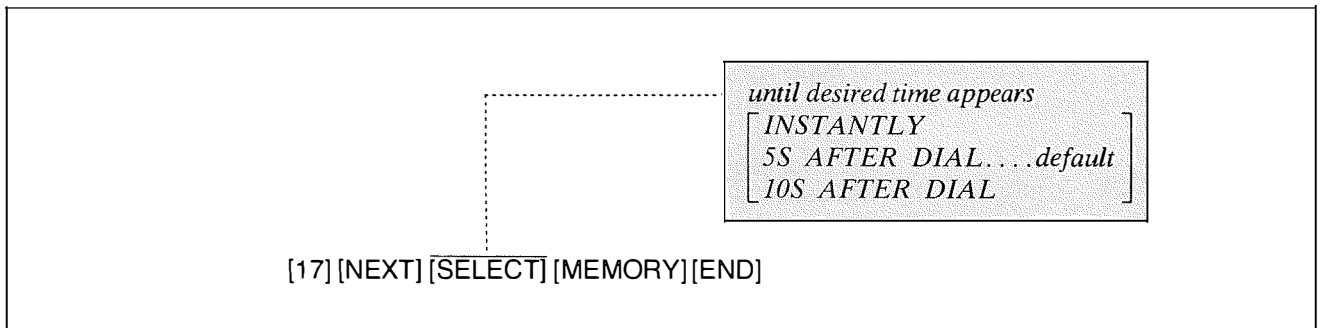 until desired time appears
INSTANTLY
5S AFTER DIAL....default
10S AFTER DIAL
[17] [NEXT] [SELECT] [MEMORY] [END]